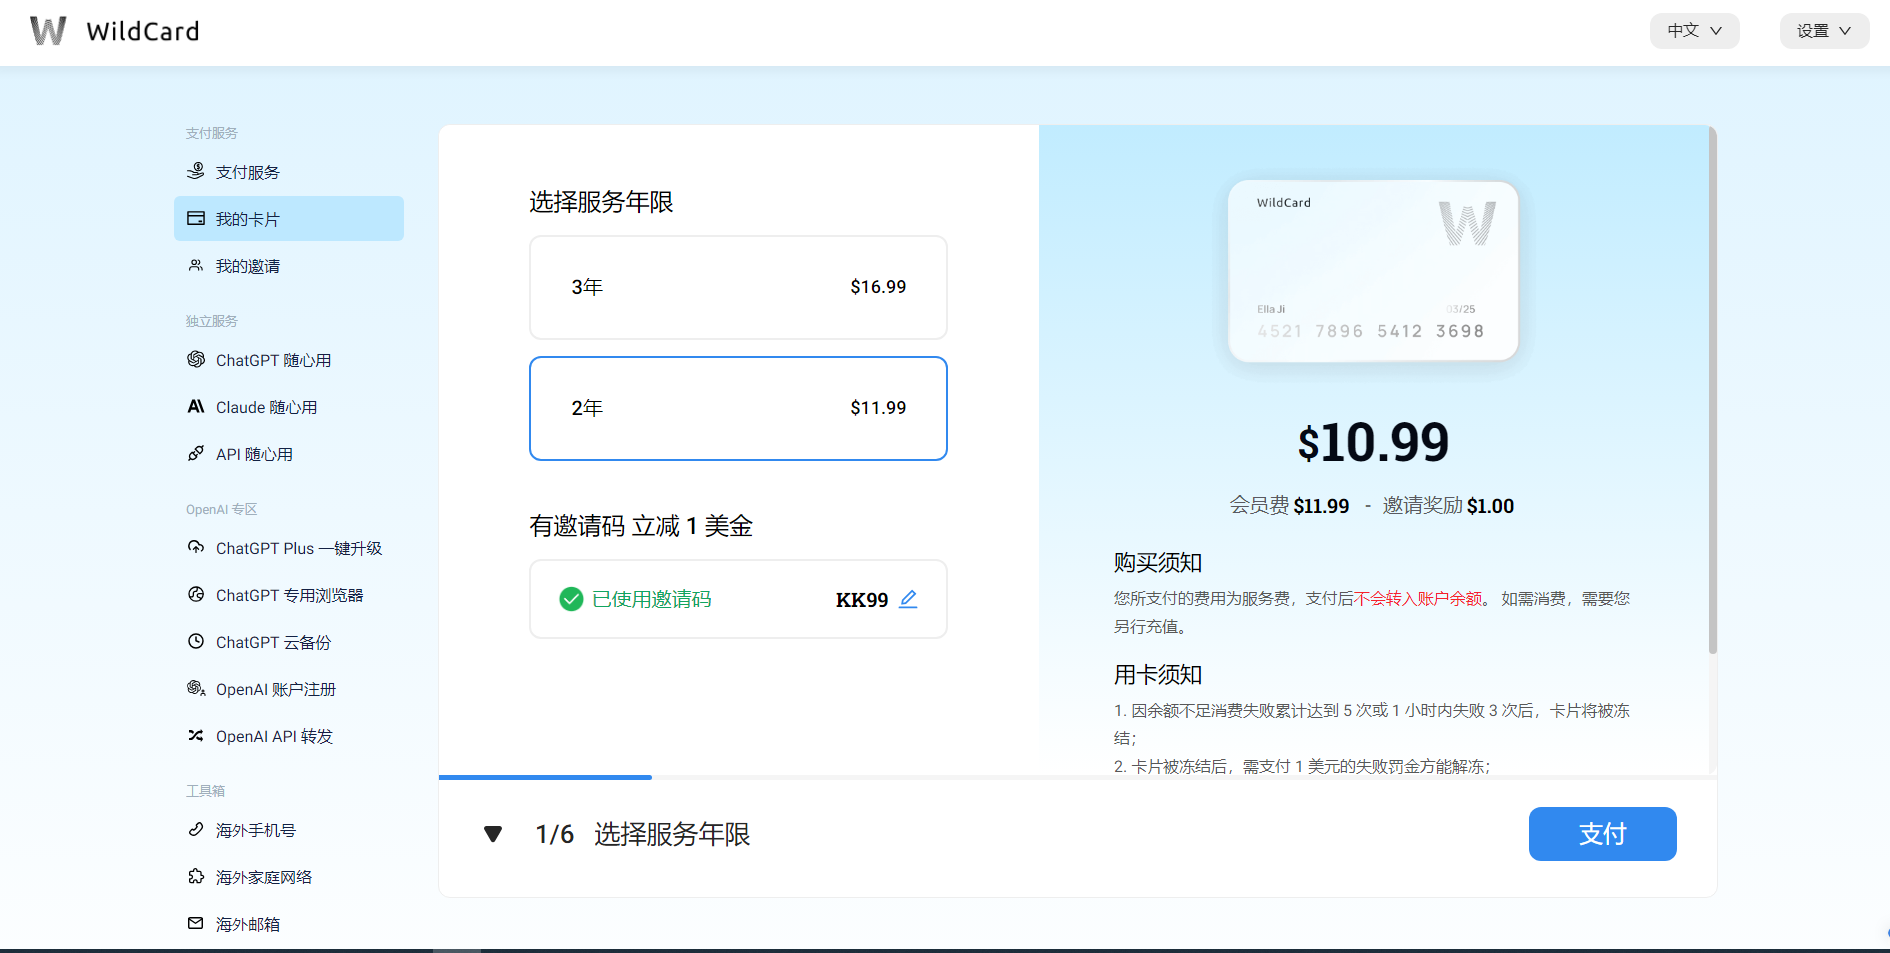 WildCard
中文
设置
支付服务
支付服务
我的卡片
我的邀请
独立服务
ChatGPT 随心用
Claude 随心用
API 随心用
OpenAI 专区
ChatGPT Plus 一键升级
ChatGPT 专用浏览器
ChatGPT 云备份
OpenAI 账户注册
OpenAI API 转发
工具箱
海外手机号
海外家庭网络
海外邮箱
选择服务年限
3年 $16.99
2年 $11.99
有邀请码 立减 1 美金
已使用邀请码 KK99
WildCard
W
Ella Ji 03/25
4521 7896 5412 3698
$10.99
会员费 $11.99 - 邀请奖励 $1.00
购买须知
您所支付的费用为服务费，支付后不会转入账户余额。 如需消费，需要您
另行充值。
用卡须知
1. 因余额不足消费失败累计达到 5 次或 1 小时内失败 3 次后，卡片将被冻
结；
2. 卡片被冻结后，需支付 1 美元的失败罚金方能解冻；
1/6 选择服务年限
支付